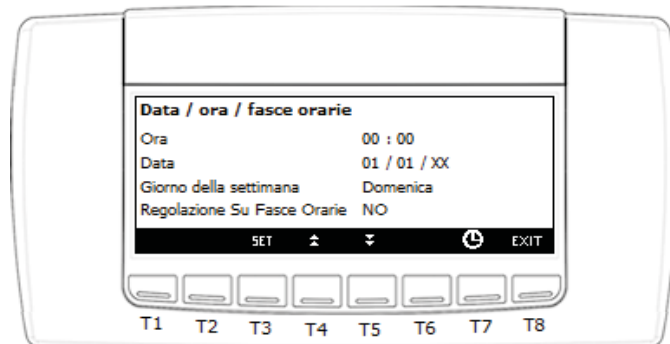 Data / ora / fasce orarie
Ora 00 : 00
Data 01 / 01 / XX
Giorno della settimana Domenica
Regolazione Su Fasce Orarie NO
SET EXIT
T1 T2 T3 T4 T5 T6 T7 T8